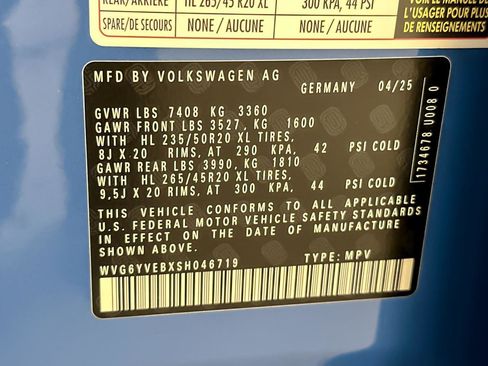 REAR/ARRIÈRE HL 265/45 R20 XL 300 KPA, 44 PSI
SPARE/DE SECOURS NONE / AUCUNE NONE / AUCUNE
L'USAGER POUR PLUS
DE RENSEIGNEMENTS
MFD BY VOLKSWAGEN AG
GERMANY 04/25
GVWR LBS 7408 KG 3360
GAWR FRONT LBS 3527 , KG 1600
WITH HL 235/50R20 XL TIRES,
8J X 20 RIMS, AT 290 KPA/ 42 PSI COLD
GAWR REAR LBS 3990, KG 1810
WITH HL 265/45R20 XL TIRES,
9,5J X 20 RIMS, AT 300 KPA/ 44 PSI COLD
THIS VEHICLE CONFORMS TO ALL APPLICABLE
U.S. FEDERAL MOTOR VEHICLE SAFETY STANDARDS
IN EFFECT ON THE DATE OF MANUFACTURE
SHOWN ABOVE.
WVG6YVEBXSH046719 TYPE: MPV
1734678 U008 0